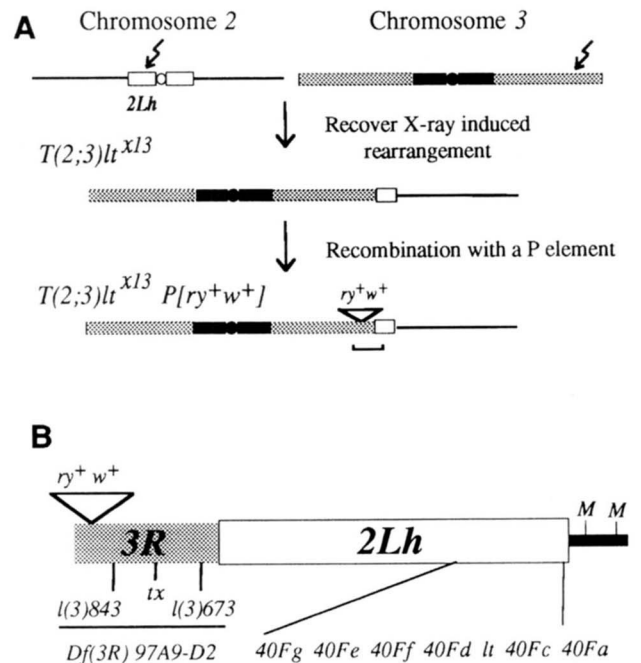 A
Chromosome 2
Chromosome 3
2Lh
Recover X-ray induced
rearrangement
T(2;3)lt^x13
Recombination with a P element
T(2;3)lt^x13 P[ry+w+]
ry+w+
B
ry+ w+
3R
2Lh
M M
l(3)843
tx
l(3)673
Df(3R) 97A9-D2
40Fg 40Fe 40Ff 40Fd lt 40Fc 40Fa